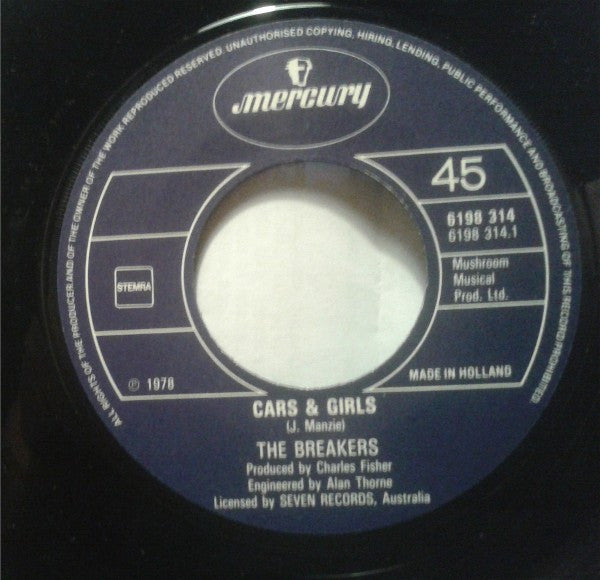 ALL RIGHTS OF THE PRODUCER AND OF THE OWNER OF THE WORK REPRODUCED RESERVED. UNAUTHORISED COPYING, HIRING, LENDING, PUBLIC PERFORMANCE AND BROADCASTING OF THIS RECORD PROHIBITED
mercury
45
6198 314
6198 314.1
STEMRA
Mushroom
Musical
Prod. Ltd.
℗ 1978
MADE IN HOLLAND
CARS & GIRLS
(J. Manzie)
THE BREAKERS
Produced by Charles Fisher
Engineered by Alan Thorne
Licensed by SEVEN RECORDS, Australia